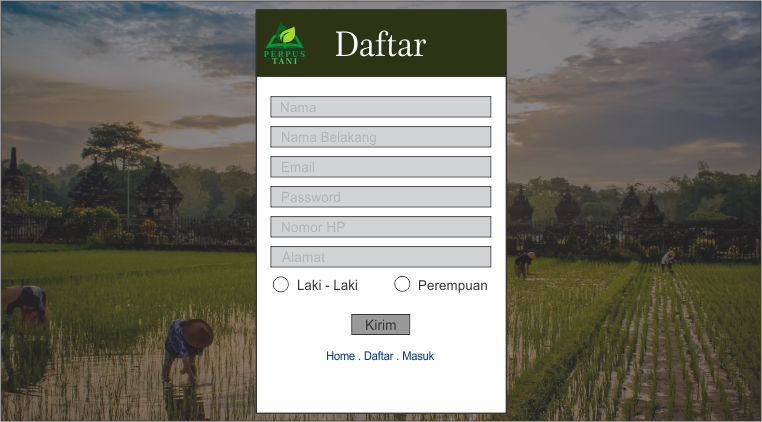 PERPUS
TANI
Daftar
Nama
Nama Belakang
Email
Password
Nomor HP
Alamat
Laki - Laki
Perempuan
Kirim
Home . Daftar . Masuk